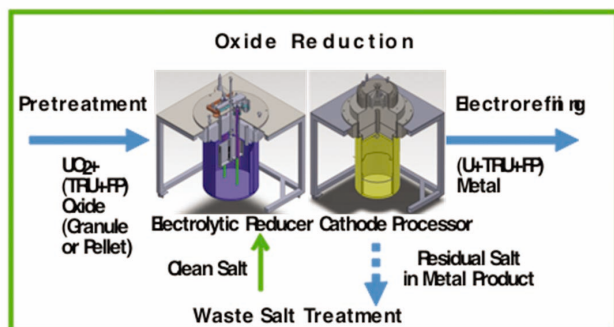 Oxide Reduction
Pretreatment
Electrorefining
UO2+
(TRU+FP)
Oxide
(Granule
or Pellet)
(U+TRU+FP)
Metal
Electrolytic Reducer
Cathode Processor
Clean Salt
Residual Salt
in Metal Product
Waste Salt Treatment